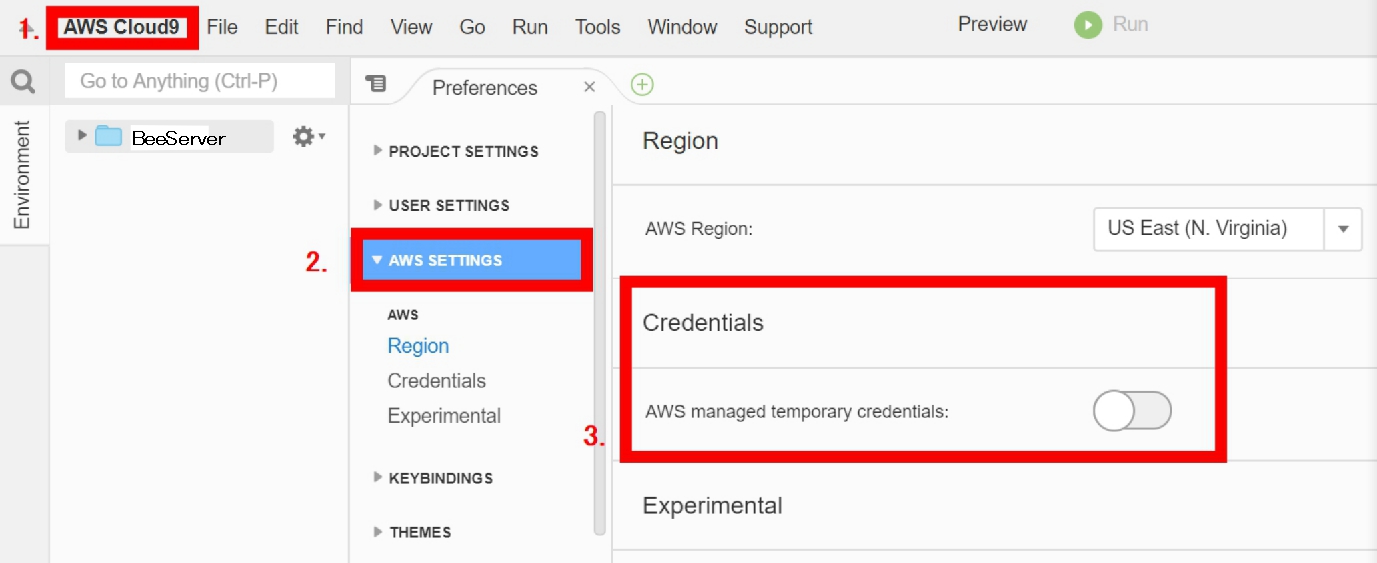 1. AWS Cloud9 File Edit Find View Go Run Tools Window Support Preview Run
Go to Anything (Ctrl-P)
Preferences
Environment
BeeServer
PROJECT SETTINGS
USER SETTINGS
2. AWS SETTINGS
AWS
Region
Credentials
Experimental
KEYBINDINGS
THEMES
Region
AWS Region: US East (N. Virginia)
3.
Credentials
AWS managed temporary credentials:
Experimental